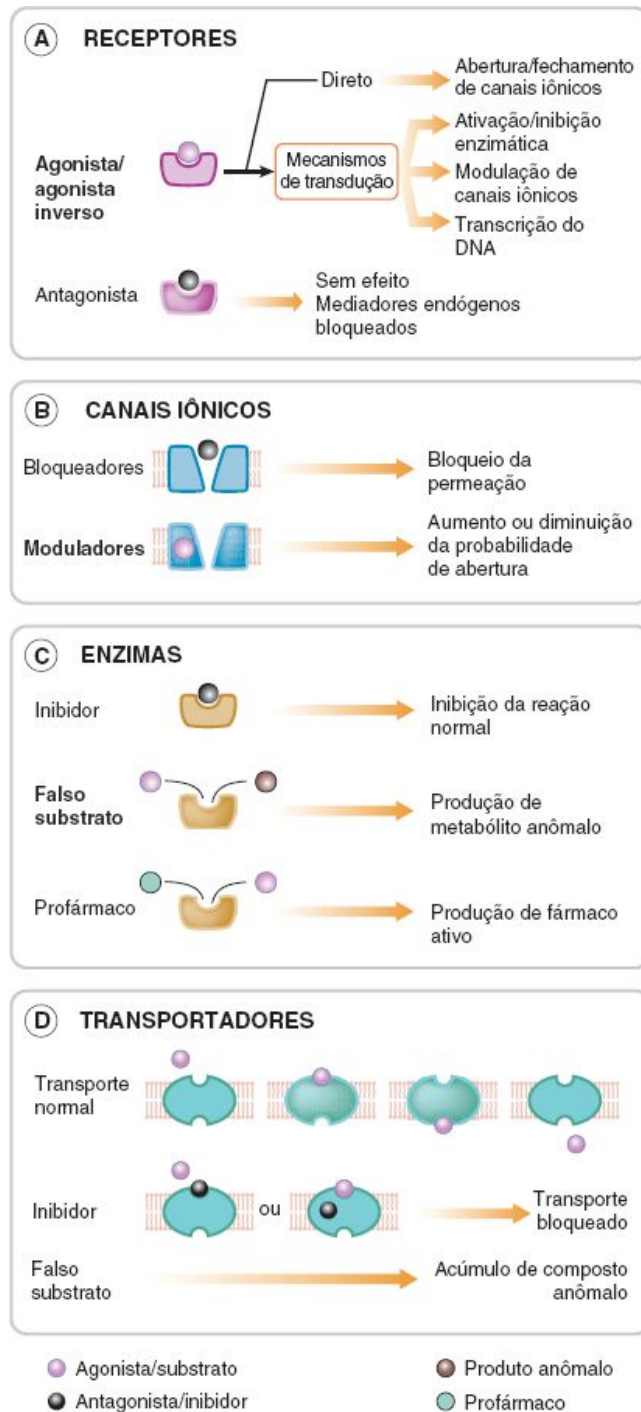 A RECEPTORES
Direto
Abertura/fechamento
de canais iônicos
Agonista/
agonista
inverso
Mecanismos
de transdução
Ativação/inibição
enzimática
Modulação de
canais iônicos
Transcrição do
DNA
Antagonista
Sem efeito
Mediadores endógenos
bloqueados
B CANAIS IÔNICOS
Bloqueadores
Bloqueio da
permeação
Moduladores
Aumento ou diminuição
da probabilidade
de abertura
C ENZIMAS
Inibidor
Inibição da reação
normal
Falso
substrato
Produção de
metabólito anômalo
Profármaco
Produção de fármaco
ativo
D TRANSPORTADORES
Transporte
normal
Inibidor
ou
Transporte
bloqueado
Falso
substrato
Acúmulo de composto
anômalo
Agonista/substrato
Produto anômalo
Antagonista/inibidor
Profármaco